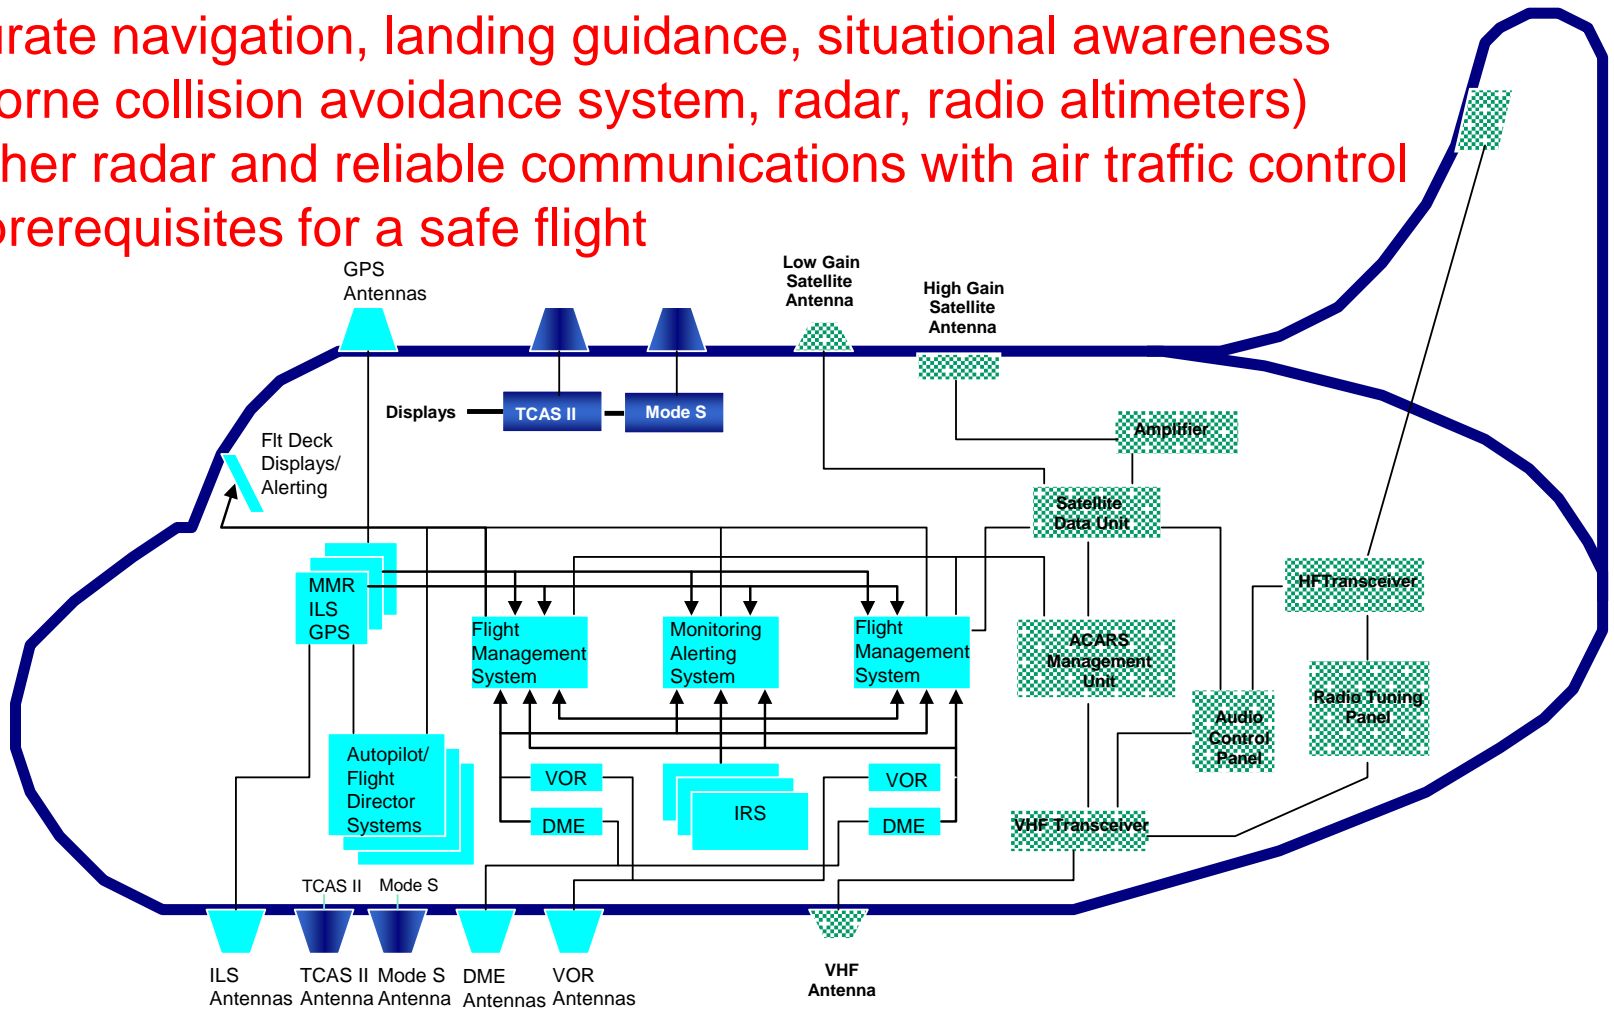 urate navigation, landing guidance, situational awareness
orne collision avoidance system, radar, radio altimeters)
her radar and reliable communications with air traffic control
prerequisites for a safe flight
GPS
Antennas
Low Gain
Satellite
Antenna
High Gain
Satellite
Antenna
Displays
TCAS II
Mode S
Amplifier
Flt Deck
Displays/
Alerting
Satellite
Data Unit
MMR
ILS
GPS
HFTransceiver
Flight
Management
System
Monitoring
Alerting
System
Flight
Management
System
ACARS
Management
Unit
Radio Tuning
Panel
Audio
Control
Panel
Autopilot/
Flight
Director
Systems
VOR
DME
IRS
VOR
DME
VHF Transceiver
TCAS II
Mode S
ILS
Antennas
TCAS II
Antenna
Mode S
Antenna
DME
Antennas
VOR
Antennas
VHF
Antenna